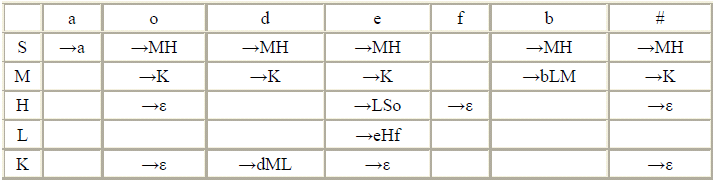 a o d e f b #
S →a →MH →MH →MH →MH →MH
M →K →K →K →bLM →K
H →ε →LSo →ε →ε
L →eHf
K →ε →dML →ε →ε